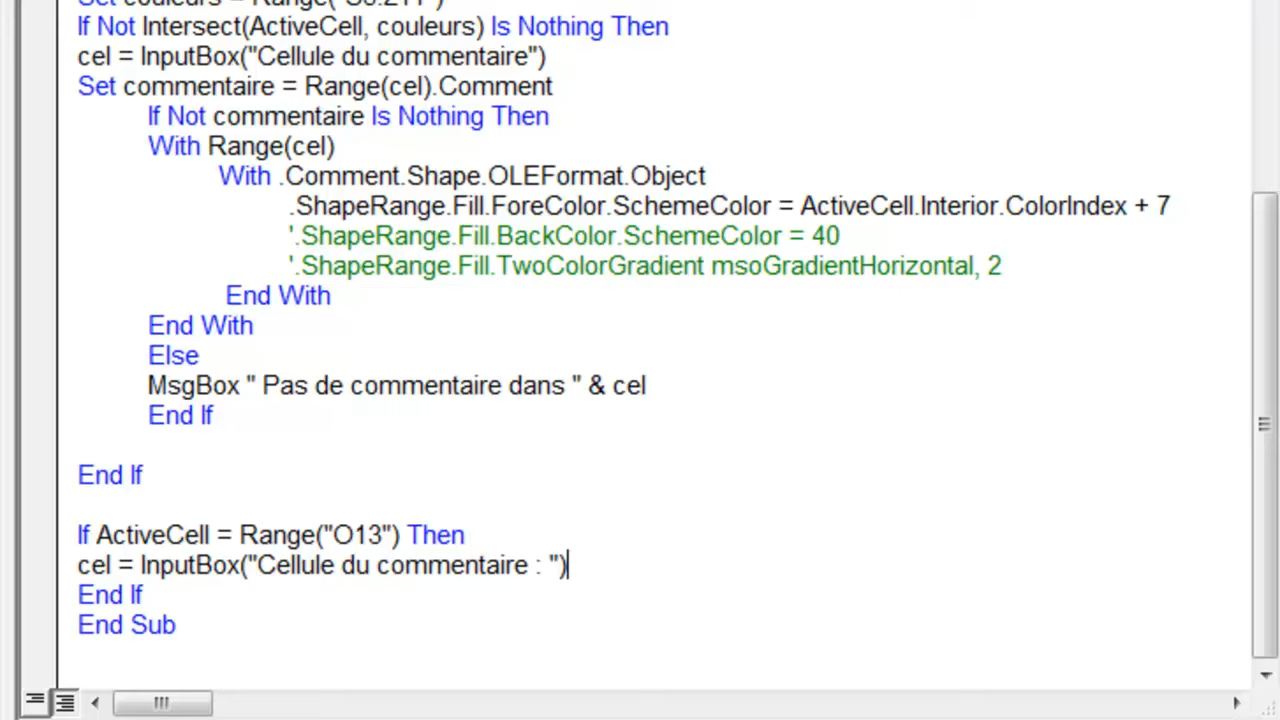 Set couleurs = Range(
If Not Intersect(ActiveCell, couleurs) Is Nothing Then
cel = InputBox("Cellule du commentaire")
Set commentaire = Range(cel).Comment
If Not commentaire Is Nothing Then
With Range(cel)
With .Comment.Shape.OLEFormat.Object
.ShapeRange.Fill.ForeColor.SchemeColor = ActiveCell.Interior.ColorIndex + 7
'.ShapeRange.Fill.BackColor.SchemeColor = 40
'.ShapeRange.Fill.TwoColorGradient msoGradientHorizontal, 2
End With
End With
Else
MsgBox " Pas de commentaire dans " & cel
End If
End If
If ActiveCell = Range("O13") Then
cel = InputBox("Cellule du commentaire : ")
End If
End Sub